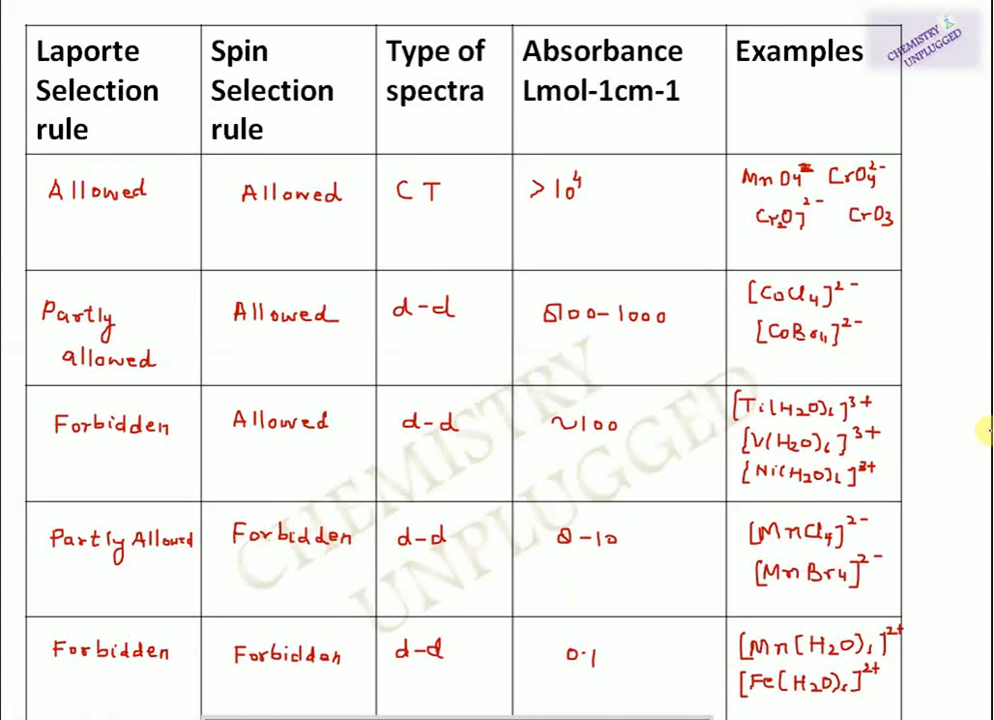 Laporte Selection rule | Spin Selection rule | Type of spectra | Absorbance Lmol-1cm-1 | Examples
CHEMISTRY UNPLUGGED
Allowed | Allowed | CT | >10⁴ | MnO4⁻ CrO4²⁻
Cr2O7²⁻ CrO3
Partly allowed | Allowed | d-d | 500-1000 | [CoCl4]²⁻
[CoBr4]²⁻
Forbidden | Allowed | d-d | ~100 | [Ti(H2O)6]³⁺
[V(H2O)6]³⁺
[Ni(H2O)6]²⁺
Partly Allowed | Forbidden | d-d | -10 | [MnCl4]²⁻
[MnBr4]²⁻
Forbidden | Forbidden | d-d | 0.1 | [Mn(H2O)6]²⁺
[Fe(H2O)6]²⁺
CHEMISTRY
UNPLUGGED